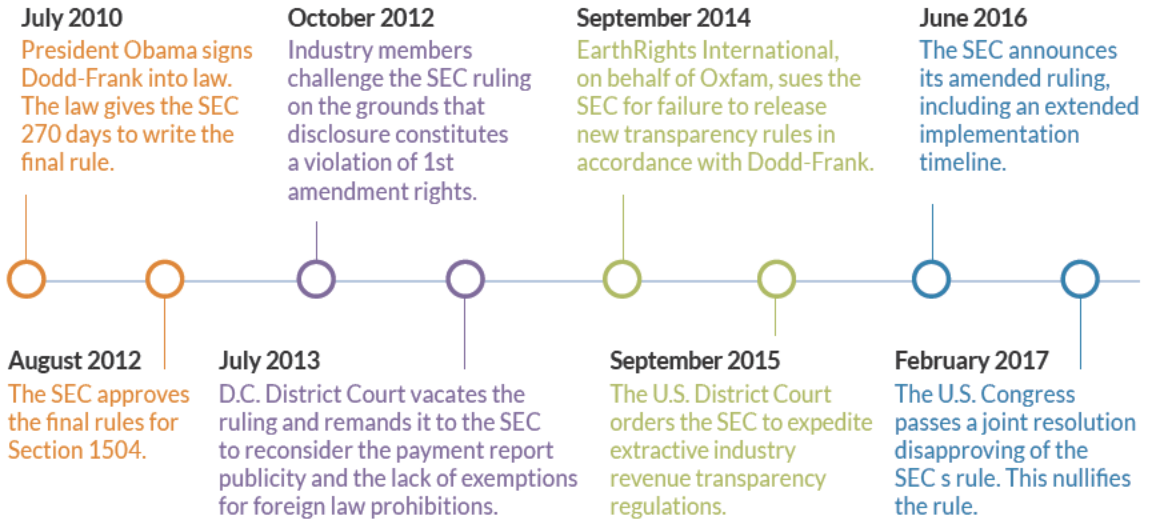 July 2010
President Obama signs
Dodd-Frank into law.
The law gives the SEC
270 days to write the
final rule.
October 2012
Industry members
challenge the SEC ruling
on the grounds that
disclosure constitutes
a violation of 1st
amendment rights.
September 2014
EarthRights International,
on behalf of Oxfam, sues the
SEC for failure to release
new transparency rules in
accordance with Dodd-Frank.
June 2016
The SEC announces
its amended ruling,
including an extended
implementation
timeline.
August 2012
The SEC approves
the final rules for
Section 1504.
July 2013
D.C. District Court vacates the
ruling and remands it to the SEC
to reconsider the payment report
publicity and the lack of exemptions
for foreign law prohibitions.
September 2015
The U.S. District Court
orders the SEC to expedite
extractive industry
revenue transparency
regulations.
February 2017
The U.S. Congress
passes a joint resolution
disapproving of the
SEC s rule. This nullifies
the rule.